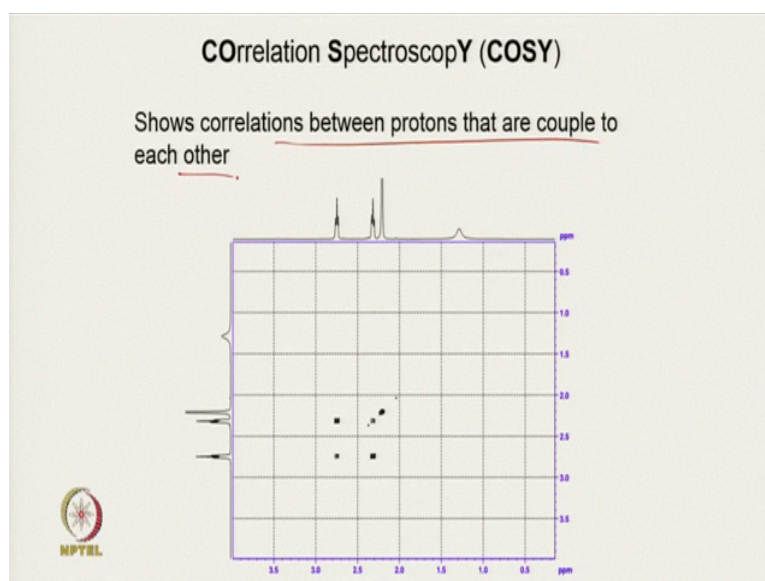 COrrelation SpectroscopY (COSY)
Shows correlations between protons that are couple to
each other
ppm
0.5
1.0
1.5
2.0
2.5
3.0
3.5
3.5 3.0 2.5 2.0 1.5 1.0 0.5 ppm
NPTEL